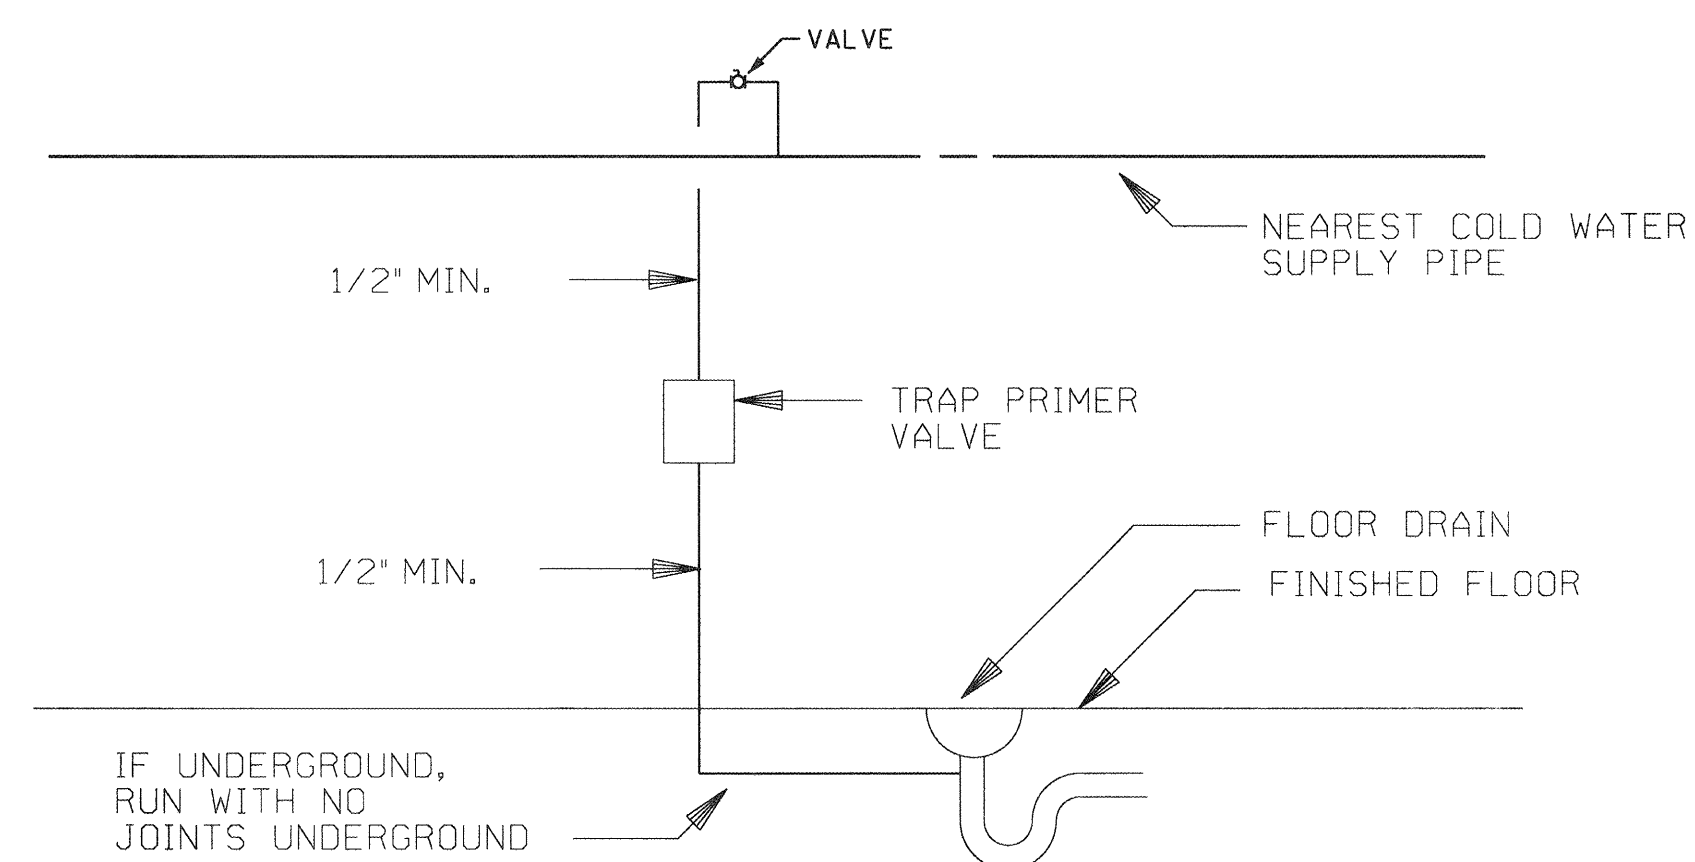 VALVE
NEAREST COLD WATER
SUPPLY PIPE
1/2" MIN.
TRAP PRIMER
VALVE
FLOOR DRAIN
1/2" MIN.
FINISHED FLOOR
IF UNDERGROUND,
RUN WITH NO
JOINTS UNDERGROUND